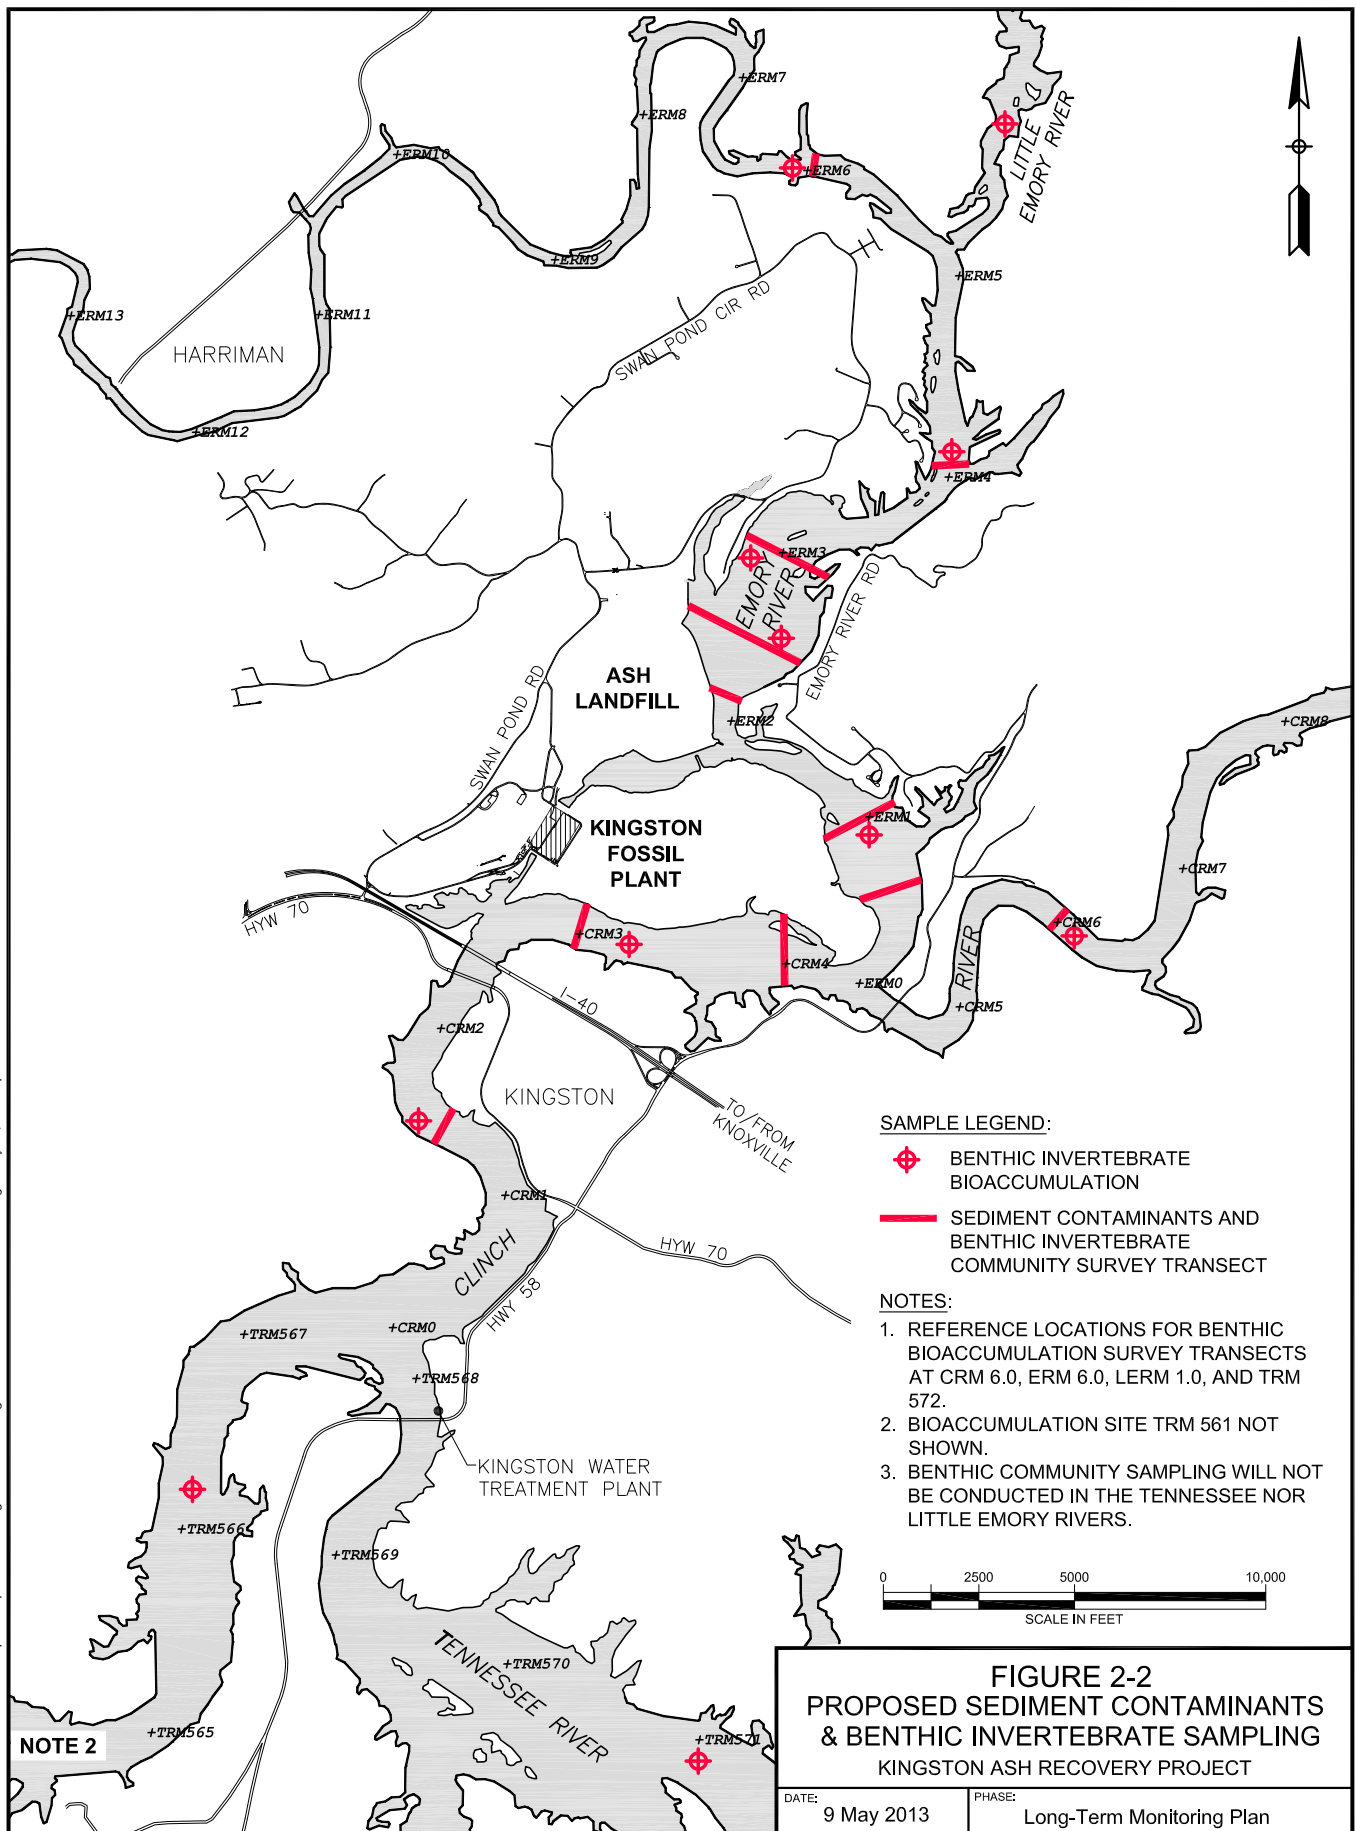 +ERM7
+ERM8
LITTLE
EMORY RIVER
+ERM10
+ERM6
+ERM9
+ERM5
+ERM13
+ERM11
HARRIMAN
SWAN POND CIR RD
+ERM12
+ERM4
+ERM3
EMORY
RIVER
EMORY RIVER RD
ASH
LANDFILL
SWAN POND RD
+ERM2
+CRM8
KINGSTON
FOSSIL
PLANT
+ERM1
+CRM7
HYW 70
+CRM3
+CRM4
+ERM0
RIVER
+CRM6
+CRM5
I-40
+CRM2
KINGSTON
TO/FROM
KNOXVILLE
+CRM1
CLINCH
HYW 70
HWY 58
+CRM0
+TRM567
+TRM568
KINGSTON WATER
TREATMENT PLANT
+TRM566
+TRM569
+TRM570
TENNESSEE RIVER
+TRM565
+TRM571
NOTE 2
SAMPLE LEGEND:
BENTHIC INVERTEBRATE
BIOACCUMULATION
SEDIMENT CONTAMINANTS AND
BENTHIC INVERTEBRATE
COMMUNITY SURVEY TRANSECT
NOTES:
1. REFERENCE LOCATIONS FOR BENTHIC
BIOACCUMULATION SURVEY TRANSECTS
AT CRM 6.0, ERM 6.0, LERM 1.0, AND TRM
572.
2. BIOACCUMULATION SITE TRM 561 NOT
SHOWN.
3. BENTHIC COMMUNITY SAMPLING WILL NOT
BE CONDUCTED IN THE TENNESSEE NOR
LITTLE EMORY RIVERS.
0 2500 5000 10,000
SCALE IN FEET
FIGURE 2-2
PROPOSED SEDIMENT CONTAMINANTS
& BENTHIC INVERTEBRATE SAMPLING
KINGSTON ASH RECOVERY PROJECT
DATE: 9 May 2013
PHASE: Long-Term Monitoring Plan